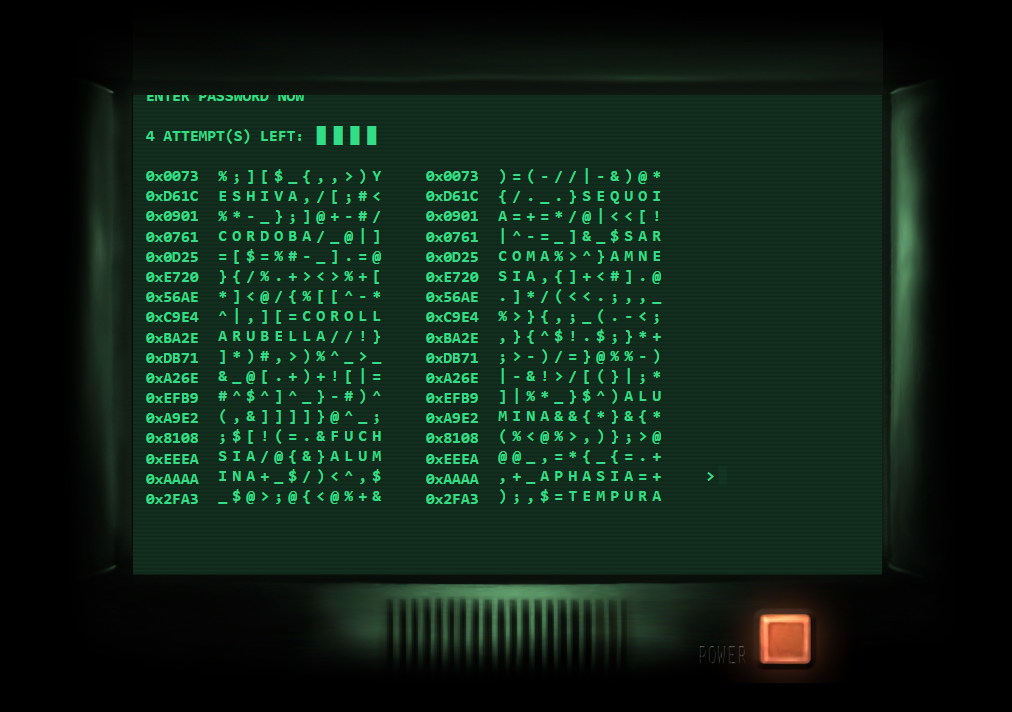 ENTER PASSWORD NOW
4 ATTEMPT(S) LEFT: █ █ █ █
0x0073 %;][$_{,,>)Y 0x0073 )=(-//|-&)@*
0xD61C ESHIVA,/[;#< 0xD61C {/._.}SEQUOI
0x0901 %*-_};]@+-#/ 0x0901 A=+=*/@|<<[!
0x0761 CORDOBA/_@|] 0x0761 |^-=_]&_$SAR
0x0D25 =[$=%#-_].=@ 0x0D25 COMA%>^}AMNE
0xE720 }{/%.+><>%+[ 0xE720 SIA,{]+<#].@
0x56AE *]<@/{%[[^-* 0x56AE .]*/(<<.;,,_
0xC9E4 ^|,][=COROLL 0xC9E4 %>}{,;_(.-<;
0xBA2E ARUBELLA//!} 0xBA2E ,}{^$!.$;}*+
0xDB71 ]*)#,>)%^_>_ 0xDB71 ;>-)/=}@%%-)
0xA26E &_@[.+)+![|= 0xA26E |-&!>/[(}|;*
0xEFB9 #^$^]^_}-#)^ 0xEFB9 ]|%*_}$^)ALU
0xA9E2 (,&]]]]}@^_; 0xA9E2 MINA&&{*}&{*
0x8108 ;$[!(=.&FUCH 0x8108 (%<@%>,)};>@
0xEEEA SIA/@{&}ALUM 0xEEEA @@_,=*{_{=.+
0xAAAA INA+_$/)<^,$ 0xAAAA ,+_APHASIA=+ >
0x2FA3 _$@>;@{<@%+& 0x2FA3 );,$=TEMPURA
POWER